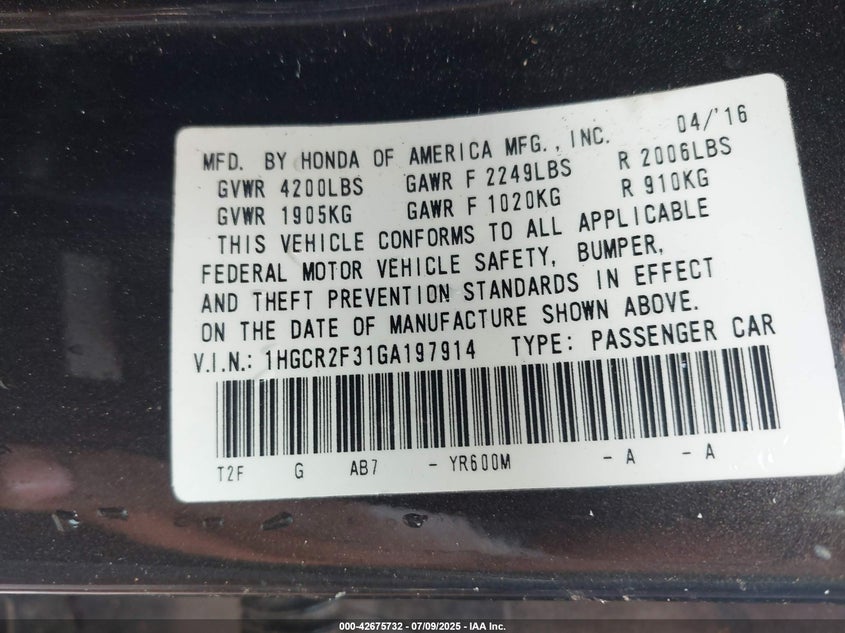 MFD. BY HONDA OF AMERICA MFG., INC. 04/'16
GVWR 4200LBS GAWR F 2249LBS R 2006LBS
GVWR 1905KG GAWR F 1020KG R 910KG
THIS VEHICLE CONFORMS TO ALL APPLICABLE
FEDERAL MOTOR VEHICLE SAFETY, BUMPER,
AND THEFT PREVENTION STANDARDS IN EFFECT
ON THE DATE OF MANUFACTURE SHOWN ABOVE.
V.I.N.: 1HGCR2F31GA197914 TYPE: PASSENGER CAR
T2F G AB7 - YR600M - A - A
000-42675732 - 07/09/2025 - IAA Inc.